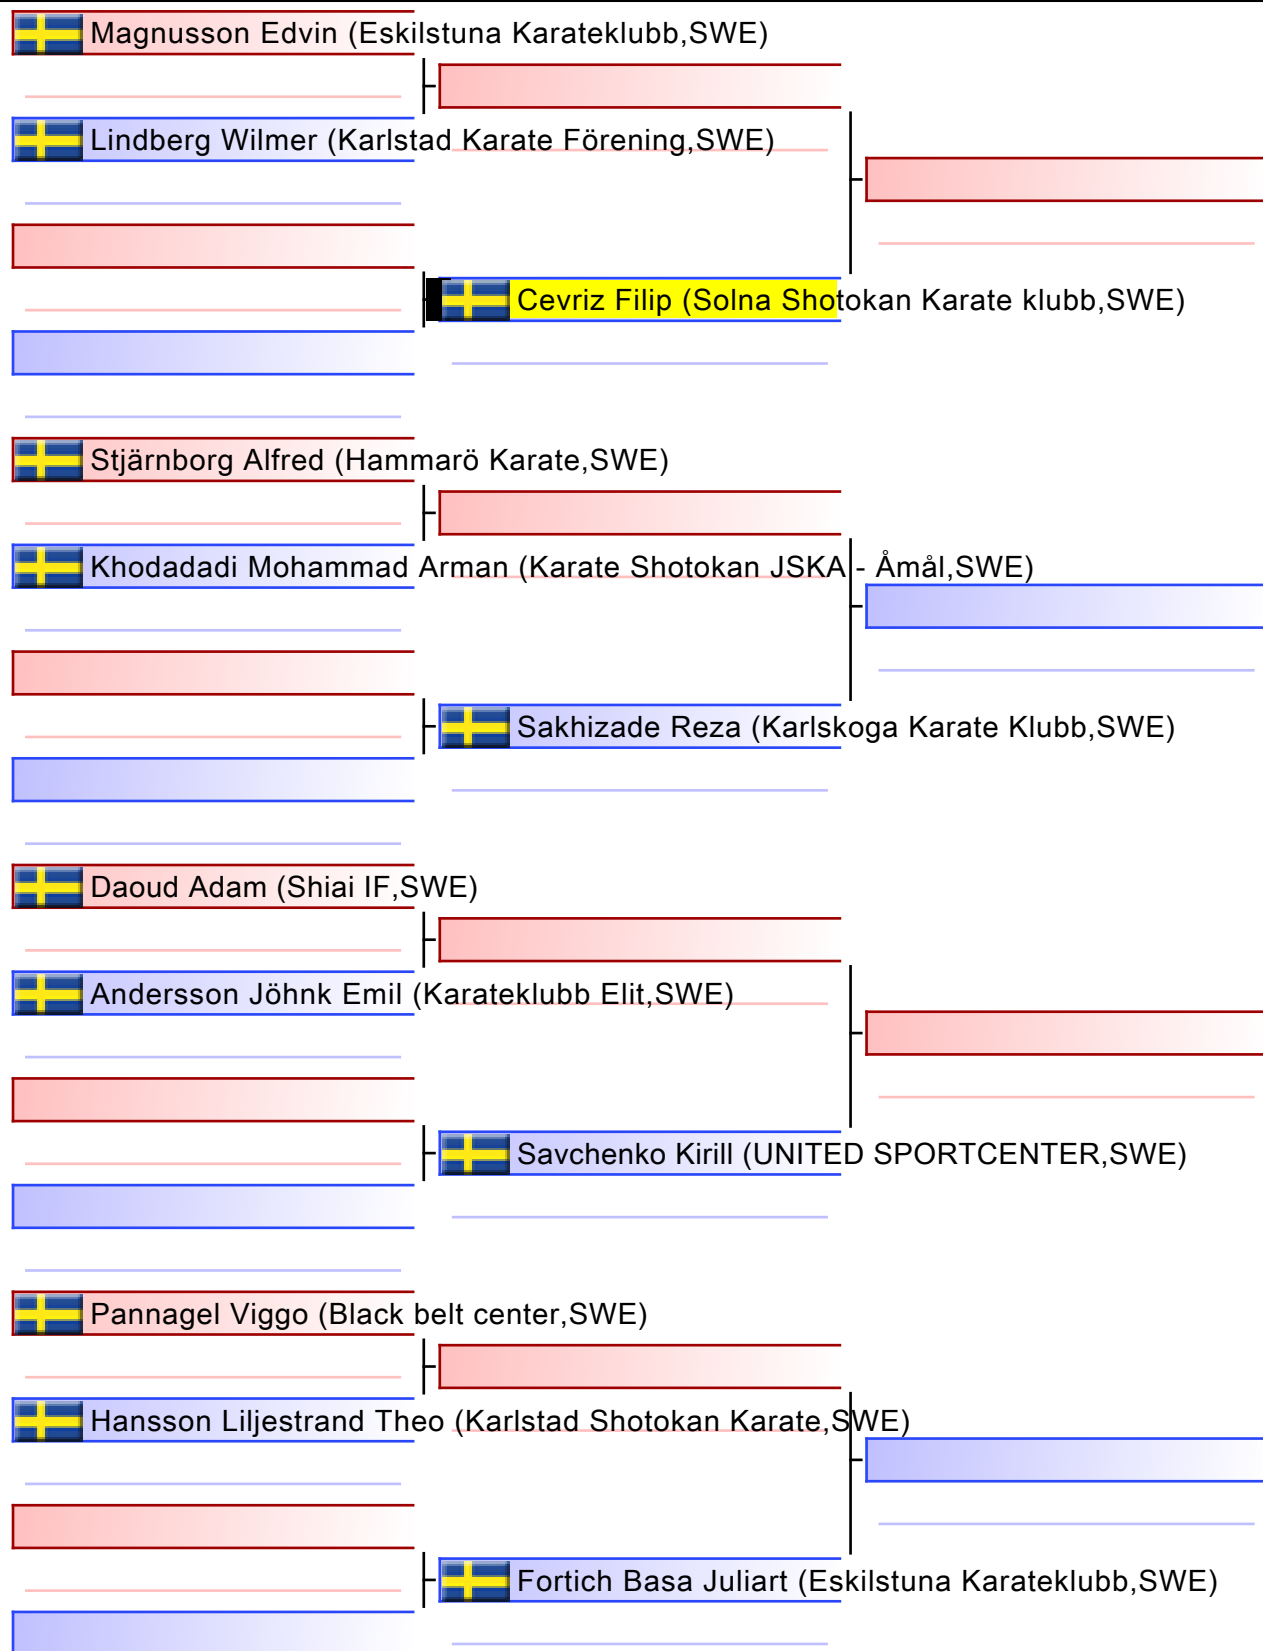 Magnusson Edvin (Eskilstuna Karateklubb,SWE)
Lindberg Wilmer (Karlstad Karate Förening,SWE)
Cevriz Filip (Solna Shotokan Karate klubb,SWE)
Stjärnborg Alfred (Hammarö Karate,SWE)
Khodadadi Mohammad Arman (Karate Shotokan JSKA - Åmål,SWE)
Sakhizade Reza (Karlskoga Karate Klubb,SWE)
Daoud Adam (Shiai IF,SWE)
Andersson Jöhnk Emil (Karateklubb Elit,SWE)
Savchenko Kirill (UNITED SPORTCENTER,SWE)
Pannagel Viggo (Black belt center,SWE)
Hansson Liljestrand Theo (Karlstad Shotokan Karate,SWE)
Fortich Basa Juliart (Eskilstuna Karateklubb,SWE)